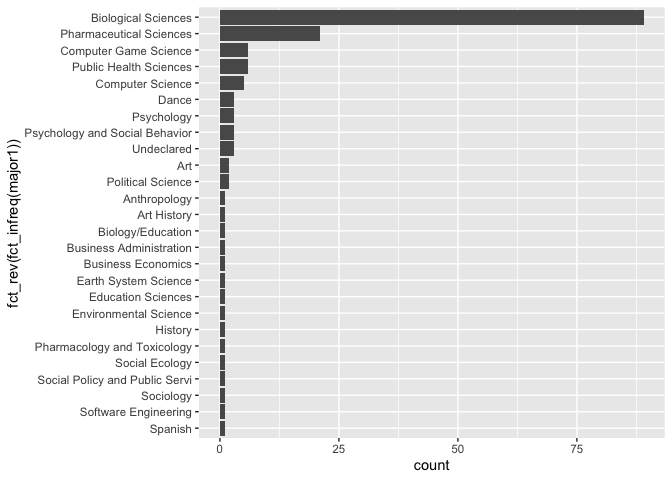 Biological Sciences
Pharmaceutical Sciences
Computer Game Science
Public Health Sciences
Computer Science
Dance
Psychology
Psychology and Social Behavior
Undeclared
Art
Political Science
Anthropology
Art History
Biology/Education
Business Administration
Business Economics
Earth System Science
Education Sciences
Environmental Science
History
Pharmacology and Toxicology
Social Ecology
Social Policy and Public Servi
Sociology
Software Engineering
Spanish
fct_rev(fct_infreq(major1))
0 25 50 75
count